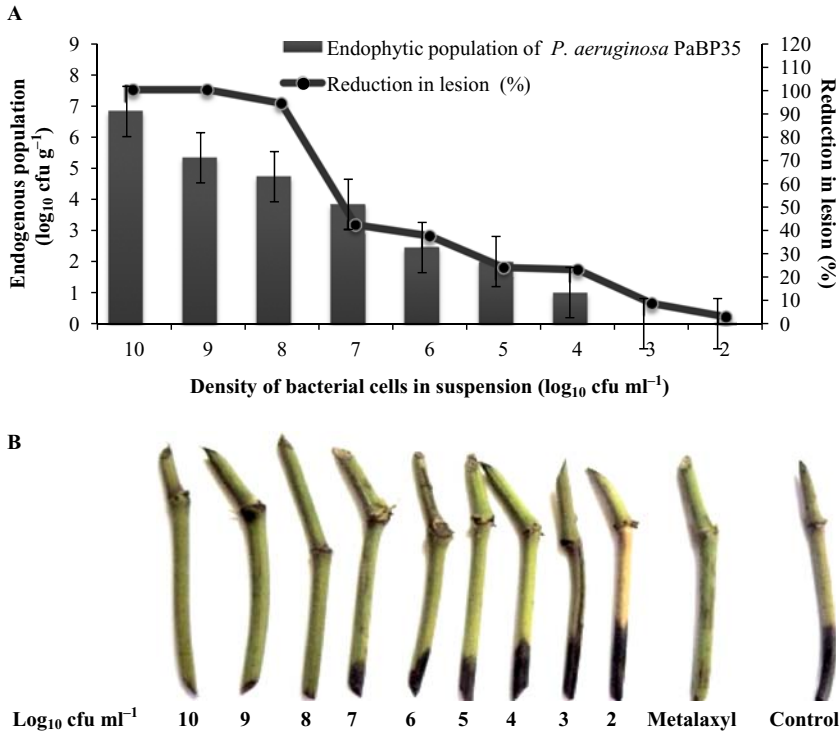 A
9
8
7
6
5
4
3
2
1
0
Endogenous population
(log₁₀ cfu g⁻¹)
Endophytic population of P. aeruginosa PaBP35
Reduction in lesion (%)
120
110
100
90
80
70
60
50
40
30
20
10
0
Reduction
in lesion (%)
10 9 8 7 6 5 4 3 2
Density of bacterial cells in suspension (log₁₀ cfu ml⁻¹)
B
Log₁₀ cfu ml⁻¹ 10 9 8 7 6 5 4 3 2 Metalaxyl Control